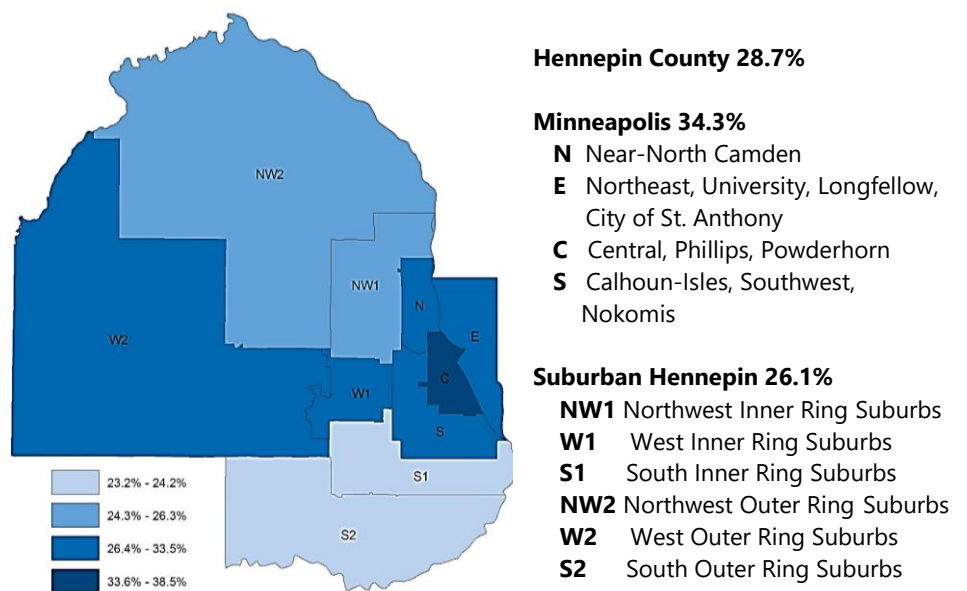 NW2
NW1
N
E
W2
W1
C
S
S1
S2
23.2% - 24.2%
24.3% - 26.3%
26.4% - 33.5%
33.6% - 38.5%
Hennepin County 28.7%
Minneapolis 34.3%
N Near-North Camden
E Northeast, University, Longfellow,
City of St. Anthony
C Central, Phillips, Powderhorn
S Calhoun-Isles, Southwest,
Nokomis
Suburban Hennepin 26.1%
NW1 Northwest Inner Ring Suburbs
W1 West Inner Ring Suburbs
S1 South Inner Ring Suburbs
NW2 Northwest Outer Ring Suburbs
W2 West Outer Ring Suburbs
S2 South Outer Ring Suburbs